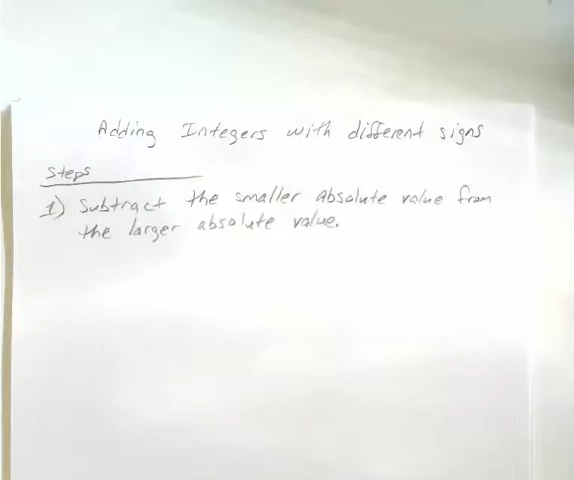 Adding Integers with different signs
Steps
1) Subtract the smaller Absolute value from
the larger absolute value.